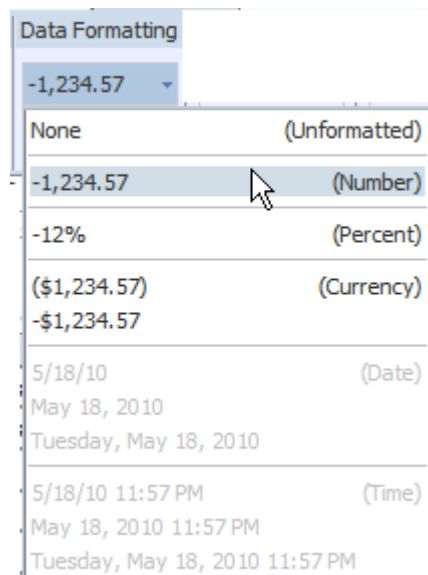 Data Formatting
-1,234.57
None (Unformatted)
-1,234.57 (Number)
-12% (Percent)
($1,234.57) (Currency)
-$1,234.57
5/18/10 (Date)
May 18, 2010
Tuesday, May 18, 2010
5/18/10 11:57 PM (Time)
May 18, 2010 11:57 PM
Tuesday, May 18, 2010 11:57 PM